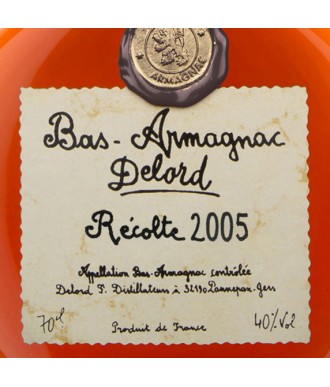 ARMAGNAC
Bas-Armagnac
Delord
Récolte 2005
Appellation Bas-Armagnac contrôlée
Delord F. Distillateurs à 32190 Lannepax-Gers
70cl
Produit de France
40% Vol